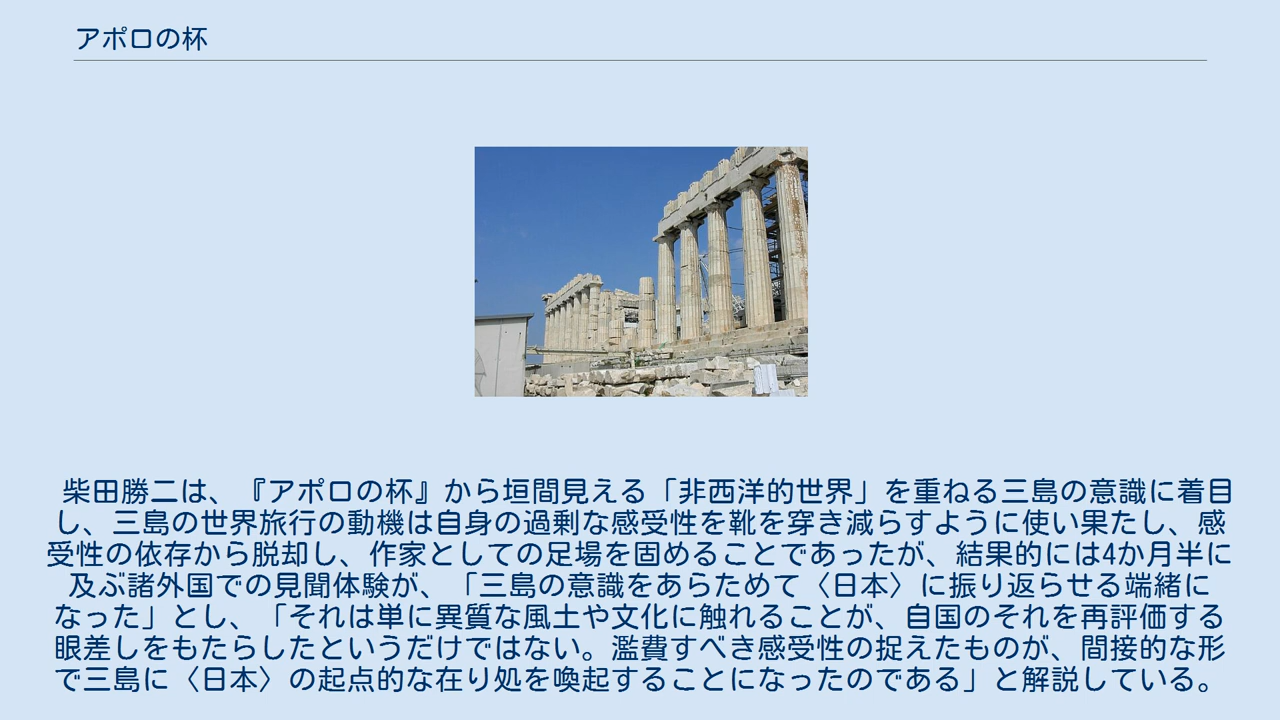 アポロの杯
柴田勝二は、『アポロの杯』から垣間見える「非西洋的世界」を重ねる三島の意識に着目
し、三島の世界旅行の動機は自身の過剰な感受性を靴を穿き減らすように使い果たし、感
受性の依存から脱却し、作家としての足場を固めることであったが、結果的には4か月半に
及ぶ諸外国での見聞体験が、「三島の意識をあらためて〈日本〉に振り返らせる端緒に
なった」とし、「それは単に異質な風土や文化に触れることが、自国のそれを再評価する
眼差しをもたらしたというだけではない。濫費すべき感受性の捉えたものが、間接的な形
で三島に〈日本〉の起点的な在り処を喚起することになったのである」と解説している。